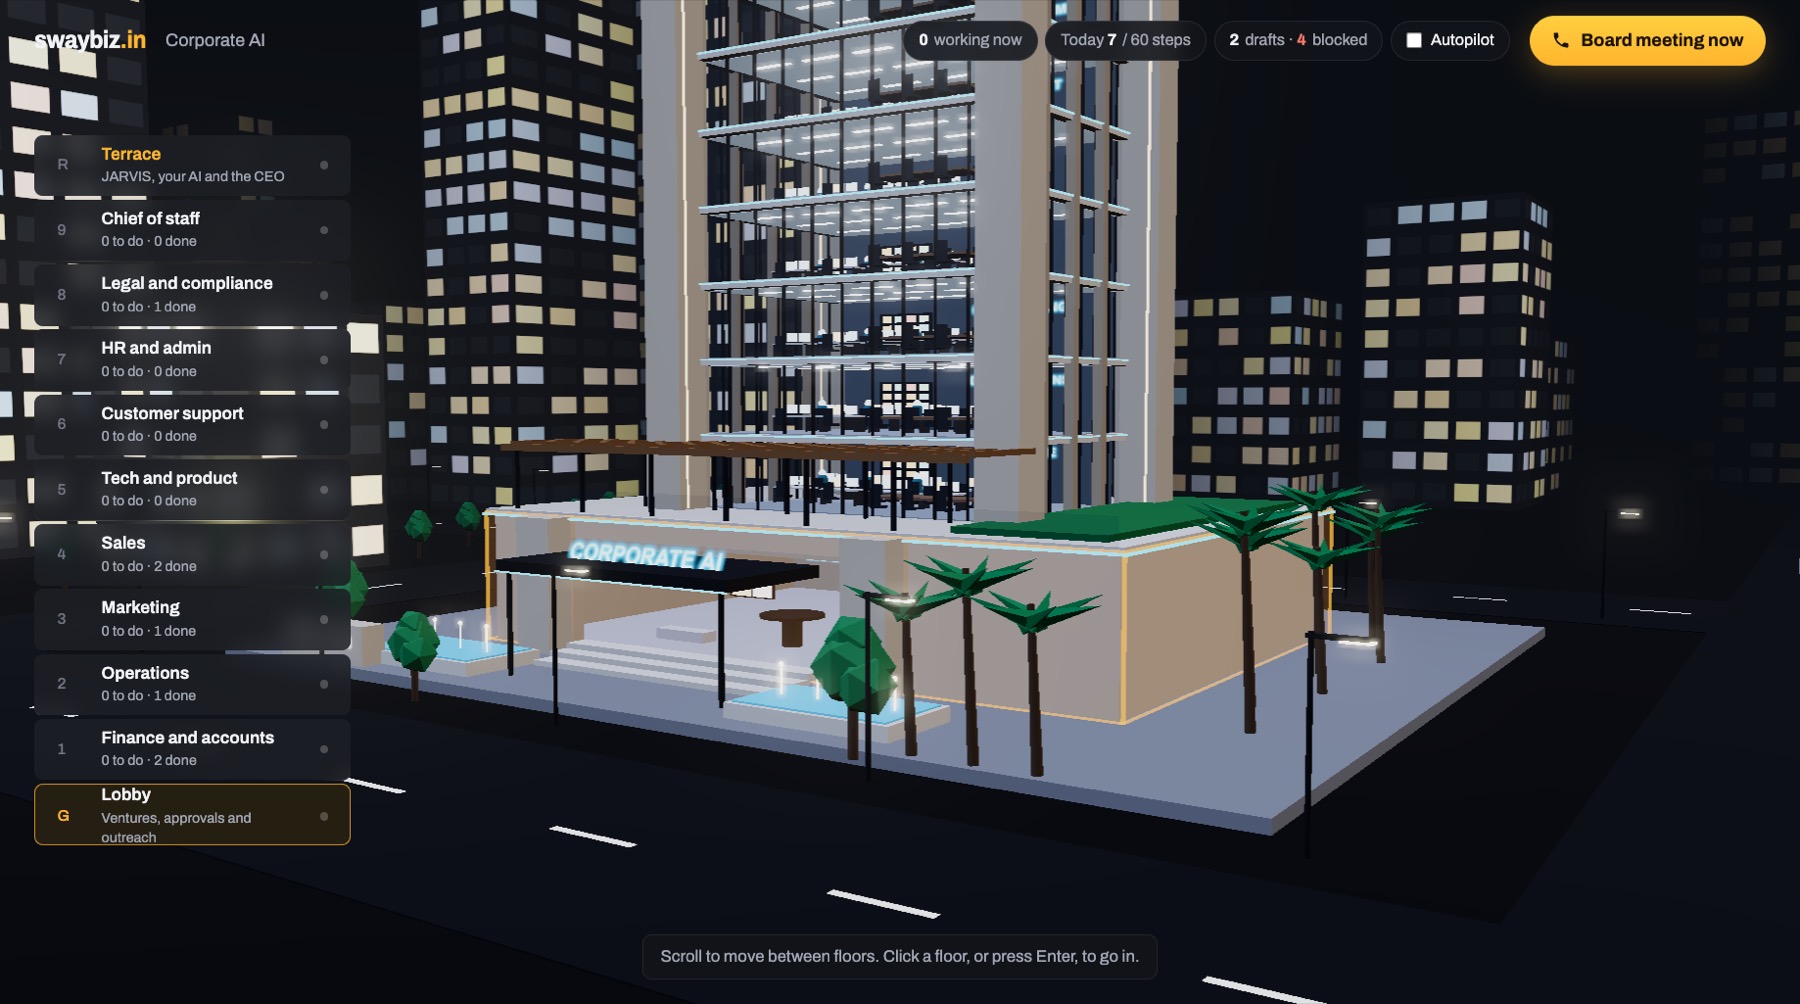 swaybiz.in Corporate AI
0 working now
Today 7 / 60 steps
2 drafts · 4 blocked
Autopilot
Board meeting now
R Terrace
JARVIS, your AI and the CEO
9 Chief of staff
0 to do · 0 done
8 Legal and compliance
0 to do · 1 done
7 HR and admin
0 to do · 0 done
6 Customer support
0 to do · 0 done
5 Tech and product
0 to do · 0 done
4 Sales
0 to do · 2 done
3 Marketing
0 to do · 1 done
2 Operations
0 to do · 1 done
1 Finance and accounts
0 to do · 2 done
G Lobby
Ventures, approvals and
outreach
CORPORATE AI
Scroll to move between floors. Click a floor, or press Enter, to go in.